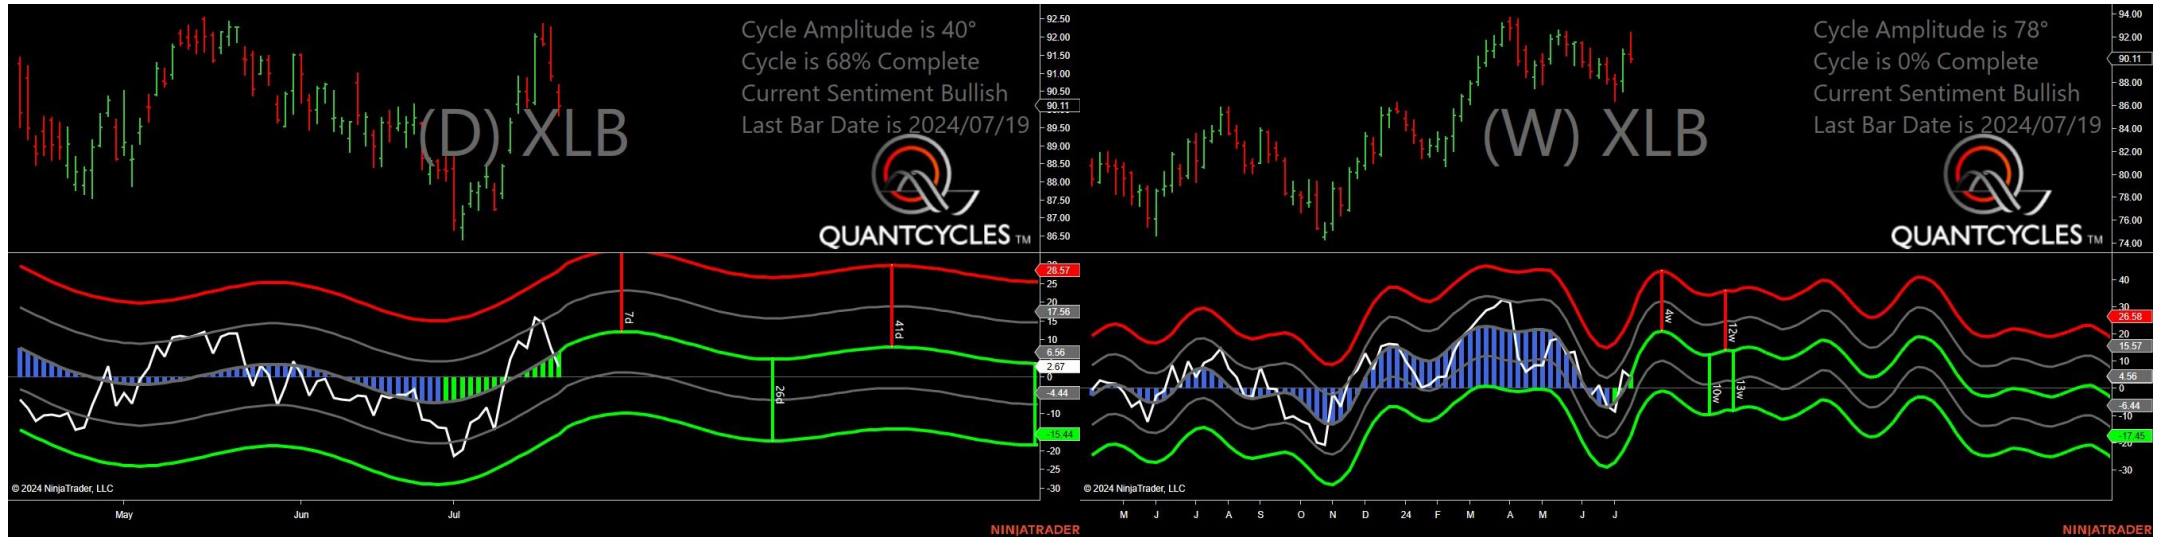 Cycle Amplitude is 40°
Cycle is 68% Complete
Current Sentiment Bullish
Last Bar Date is 2024/07/19
(D) XLB
QUANTCYCLES TM
92.50
92.00
91.50
91.00
90.50
90.11
89.50
89.00
88.50
88.00
87.50
87.00
86.50
28.57
25
20
17.56
15
10
6.56
2.67
0
-4.44
-10
-15.44
-20
-25
-30
7d
41d
26d
© 2024 NinjaTrader, LLC
May
Jun
Jul
NINJATRADER
Cycle Amplitude is 78°
Cycle is 0% Complete
Current Sentiment Bullish
Last Bar Date is 2024/07/19
(W) XLB
QUANTCYCLES TM
94.00
92.00
90.11
88.00
86.00
84.00
82.00
80.00
78.00
76.00
74.00
40
30
26.58
15.57
10
4.56
0
-6.44
-10
-17.45
-20
-30
4w
12w
10w
13w
© 2024 NinjaTrader, LLC
M J J A S O N D 24 F M A M J J
NINJATRADER